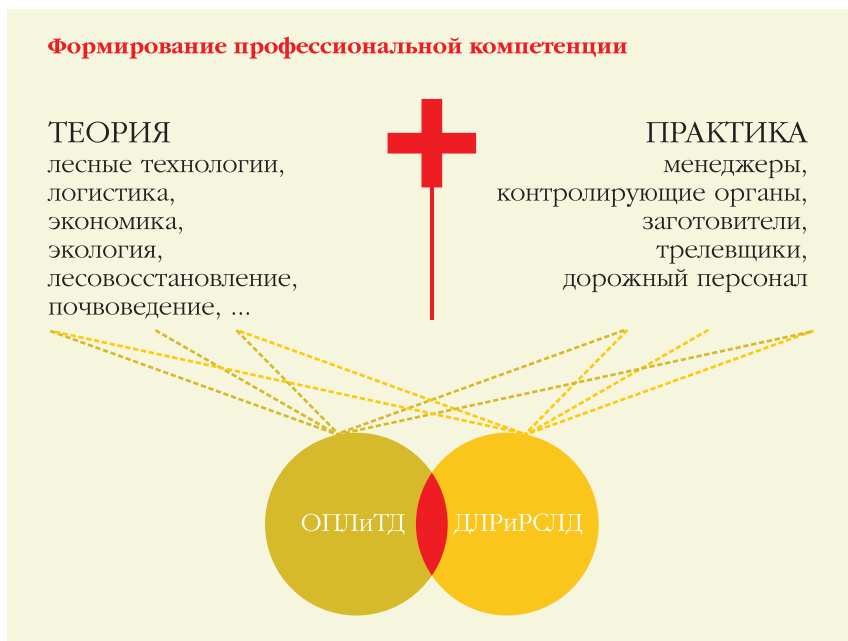 Формирование профессиональной компетенции
ТЕОРИЯ
лесные технологии,
логистика,
экономика,
экология,
лесовосстановление,
почвоведение, ...
ПРАКТИКА
менеджеры,
контролирующие органы,
заготовители,
трелевщики,
дорожный персонал
ОПЛиТД
ДЛРиРСЛД